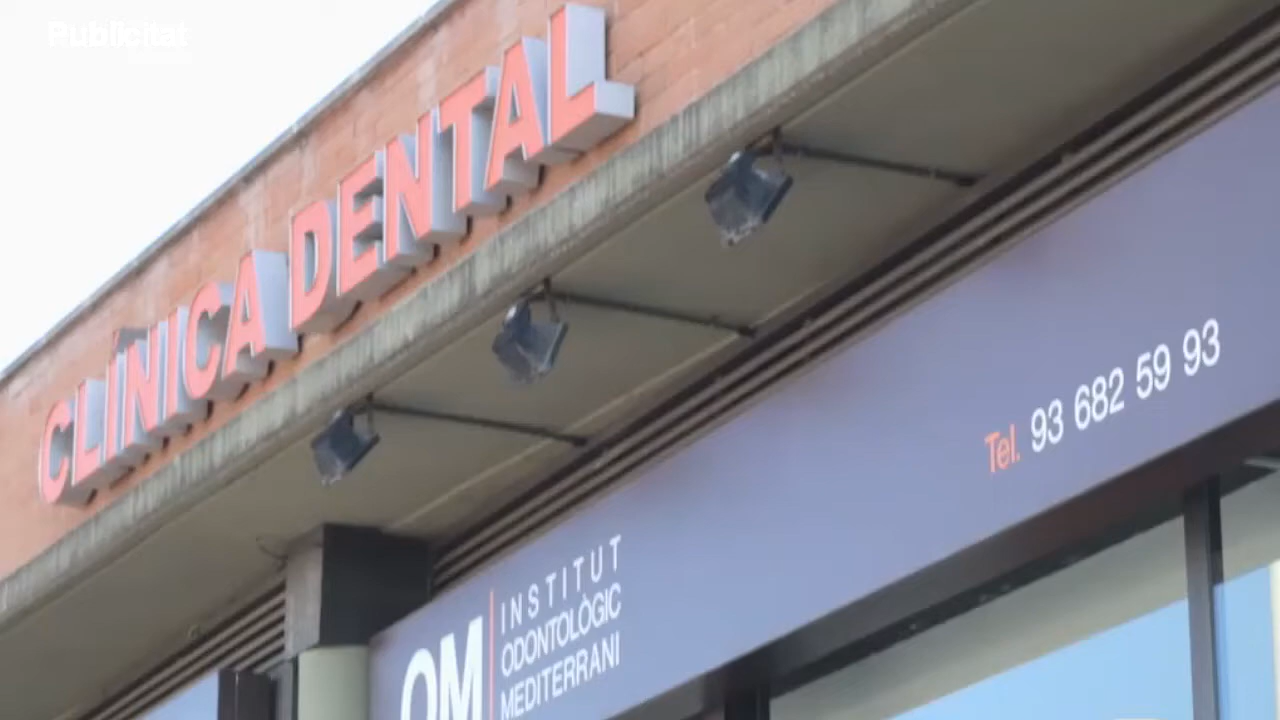 Publicitat
CLÍNICA DENTAL
Tel. 93 682 59 93
OM
INSTITUT
ODONTOLÒGIC
MEDITERRANI